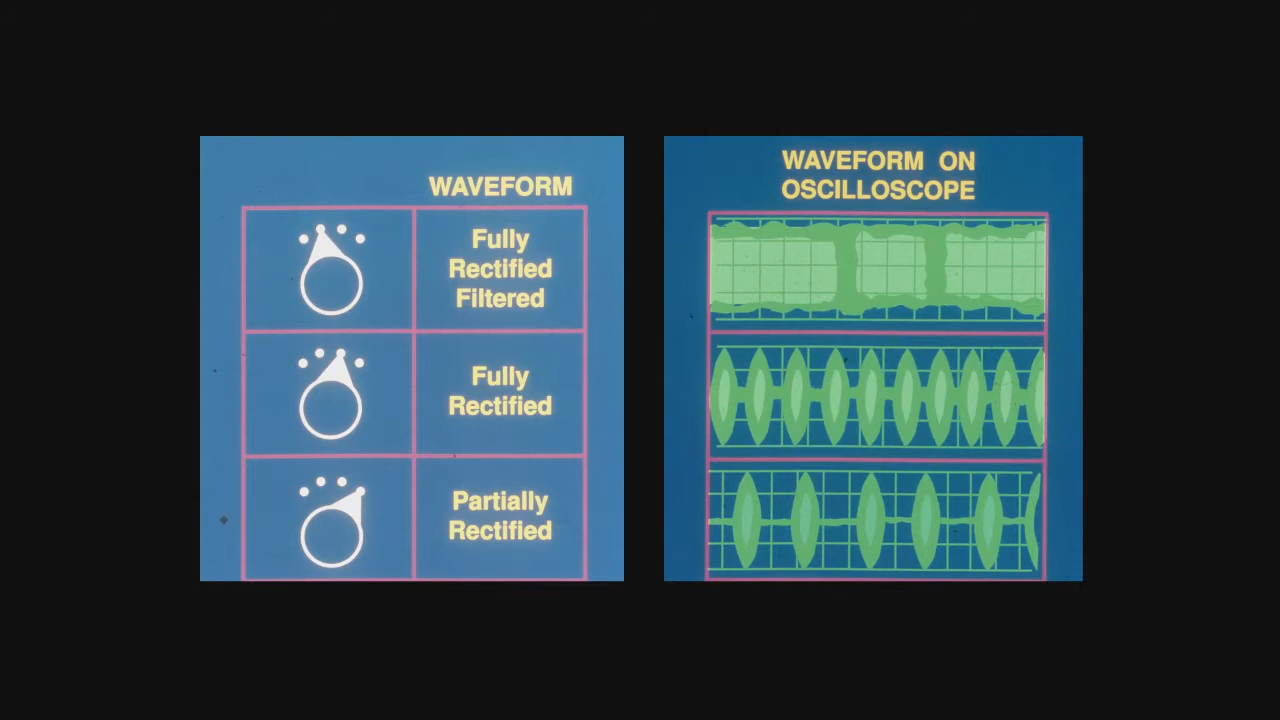 WAVEFORM
Fully
Rectified
Filtered
Fully
Rectified
Partially
Rectified
WAVEFORM ON
OSCILLOSCOPE